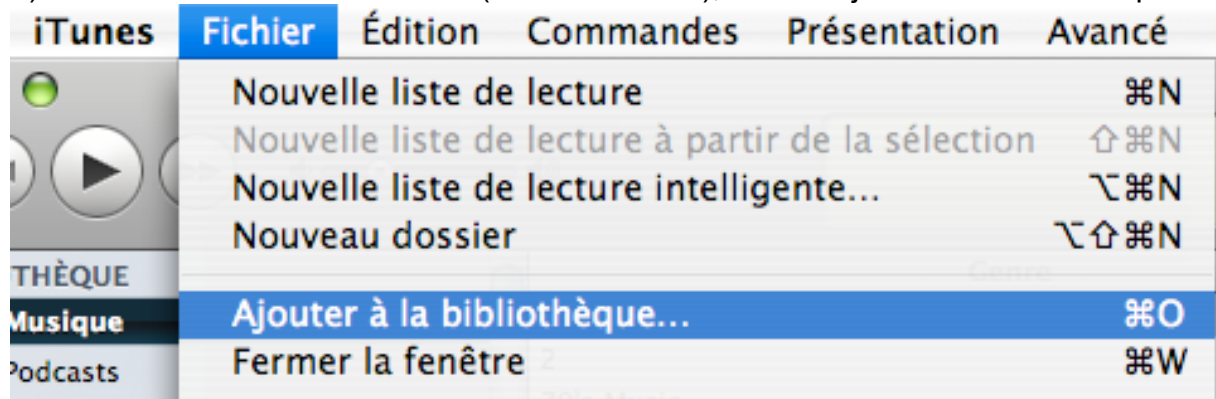 iTunes Fichier Édition Commandes Présentation Avancé
Nouvelle liste de lecture ⌘N
Nouvelle liste de lecture à partir de la sélection ⇧⌘N
Nouvelle liste de lecture intelligente... ⌥⌘N
Nouveau dossier ⌥⇧⌘N
THÈQUE
Genre
Musique Ajouter à la bibliothèque... ⌘O
Podcasts Fermer la fenêtre ⌘W